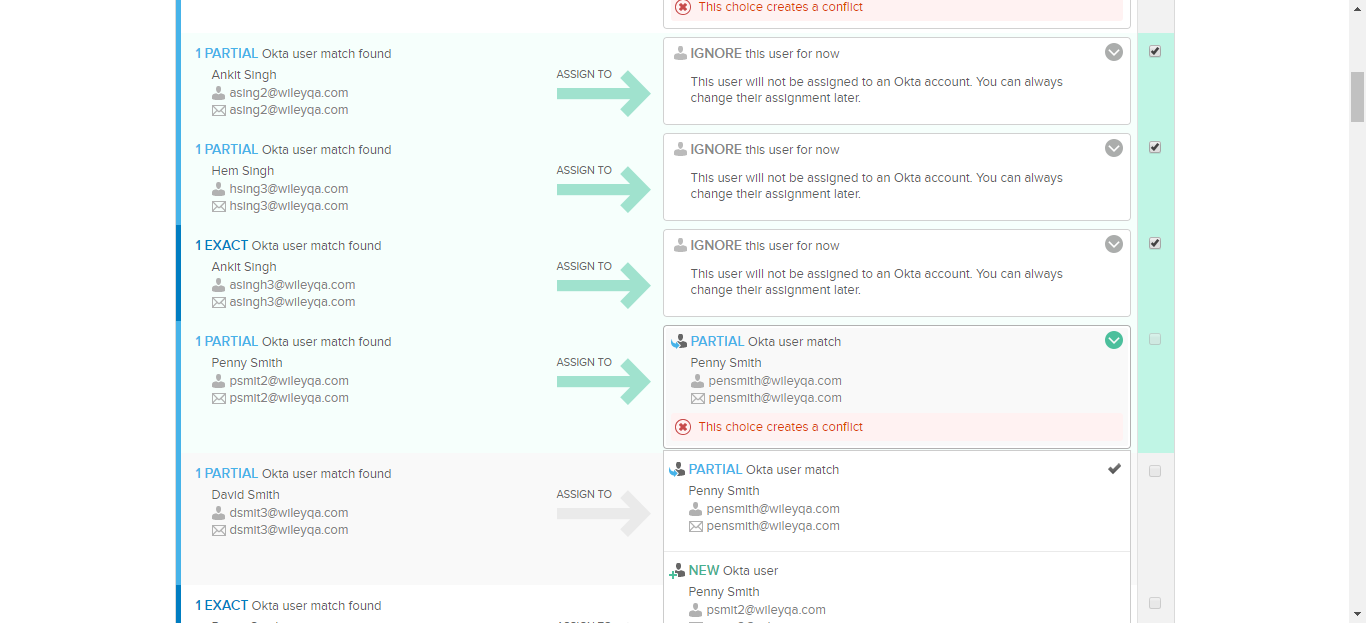 This choice creates a conflict
1 PARTIAL Okta user match found
Ankit Singh
asing2@wileyqa.com
asing2@wileyqa.com
ASSIGN TO
IGNORE this user for now
This user will not be assigned to an Okta account. You can always
change their assignment later.
1 PARTIAL Okta user match found
Hem Singh
hsing3@wileyqa.com
hsing3@wileyqa.com
ASSIGN TO
IGNORE this user for now
This user will not be assigned to an Okta account. You can always
change their assignment later.
1 EXACT Okta user match found
Ankit Singh
asingh3@wileyqa.com
asingh3@wileyqa.com
ASSIGN TO
IGNORE this user for now
This user will not be assigned to an Okta account. You can always
change their assignment later.
1 PARTIAL Okta user match found
Penny Smith
psmit2@wileyqa.com
psmit2@wileyqa.com
ASSIGN TO
PARTIAL Okta user match
Penny Smith
pensmith@wileyqa.com
pensmith@wileyqa.com
This choice creates a conflict
1 PARTIAL Okta user match found
David Smith
dsmit3@wileyqa.com
dsmit3@wileyqa.com
ASSIGN TO
PARTIAL Okta user match
Penny Smith
pensmith@wileyqa.com
pensmith@wileyqa.com
NEW Okta user
Penny Smith
psmit2@wileyqa.com
1 EXACT Okta user match found